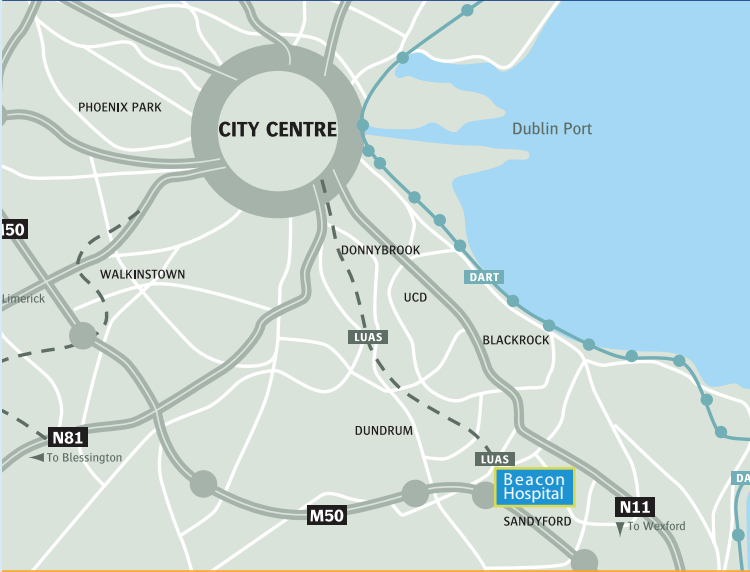 PHOENIX PARK
CITY CENTRE
Dublin Port
M50
DONNYBROOK
WALKINSTOWN
DART
Limerick
UCD
LUAS
BLACKROCK
DUNDRUM
N81
To Blessington
LUAS
Beacon
Hospital
DA
M50
SANDYFORD
N11
To Wexford